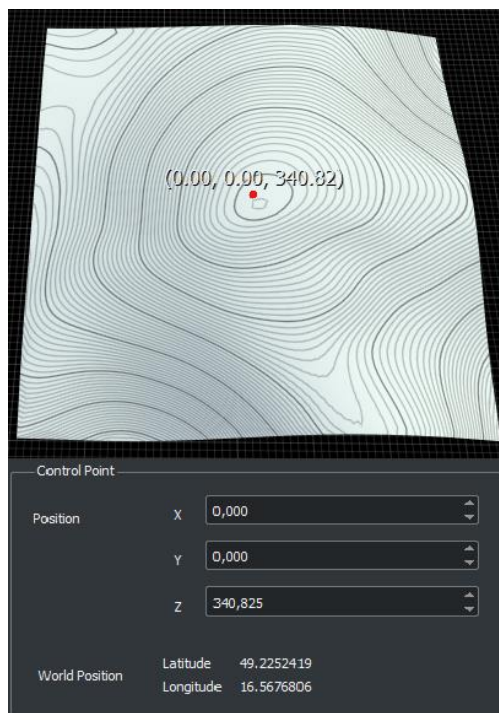 (0.00, 0.00, 340.82)
Control Point
Position X 0,000
Y 0,000
Z 340,825
World Position
Latitude 49.2252419
Longitude 16.5676806